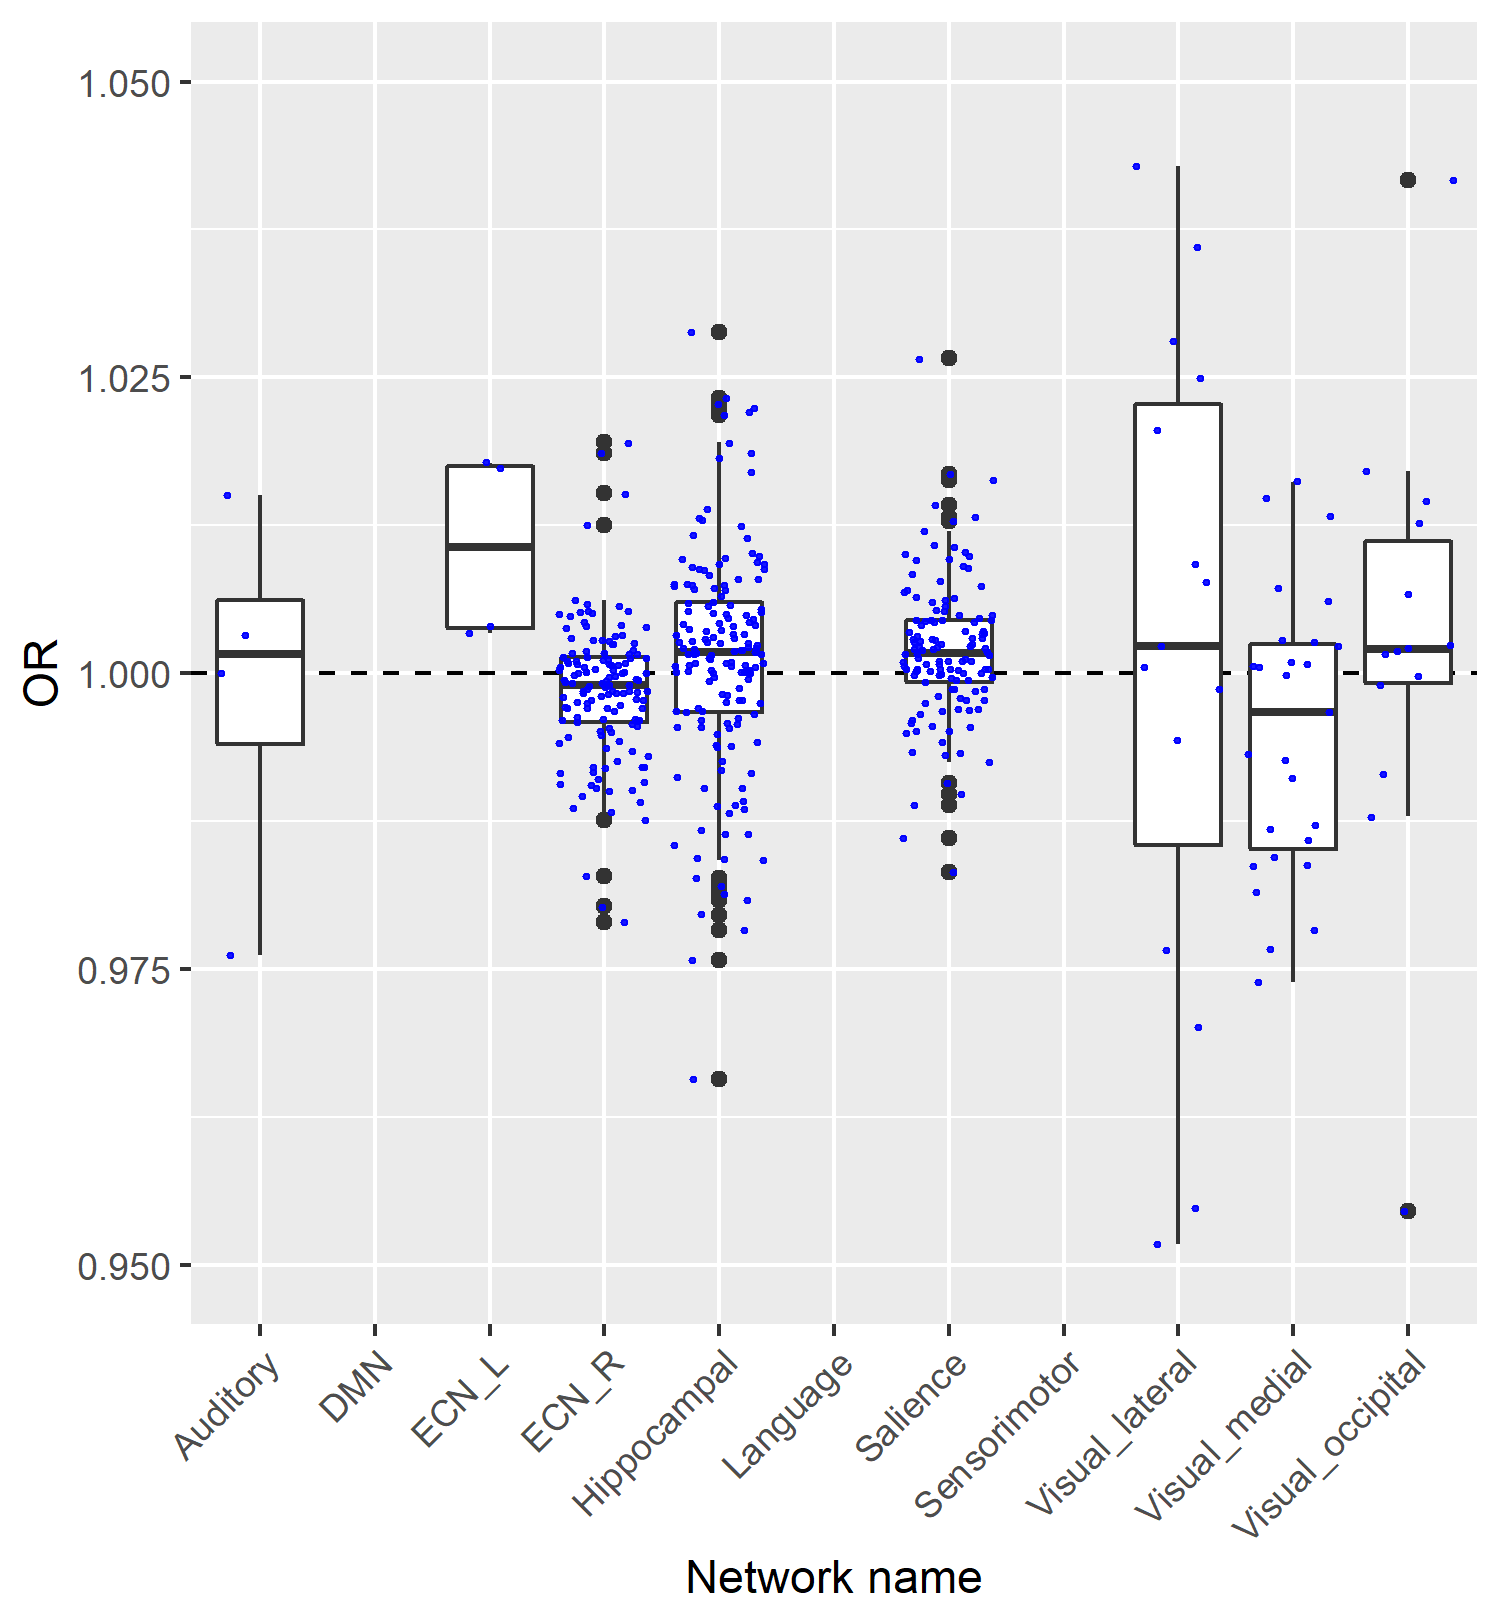 1.050
1.025
1.000
0.975
0.950
OR
Auditory
DMN
ECN_L
ECN_R
Hippocampal
Language
Salience
Sensorimotor
Visual_lateral
Visual_medial
Visual_occipital
Network name